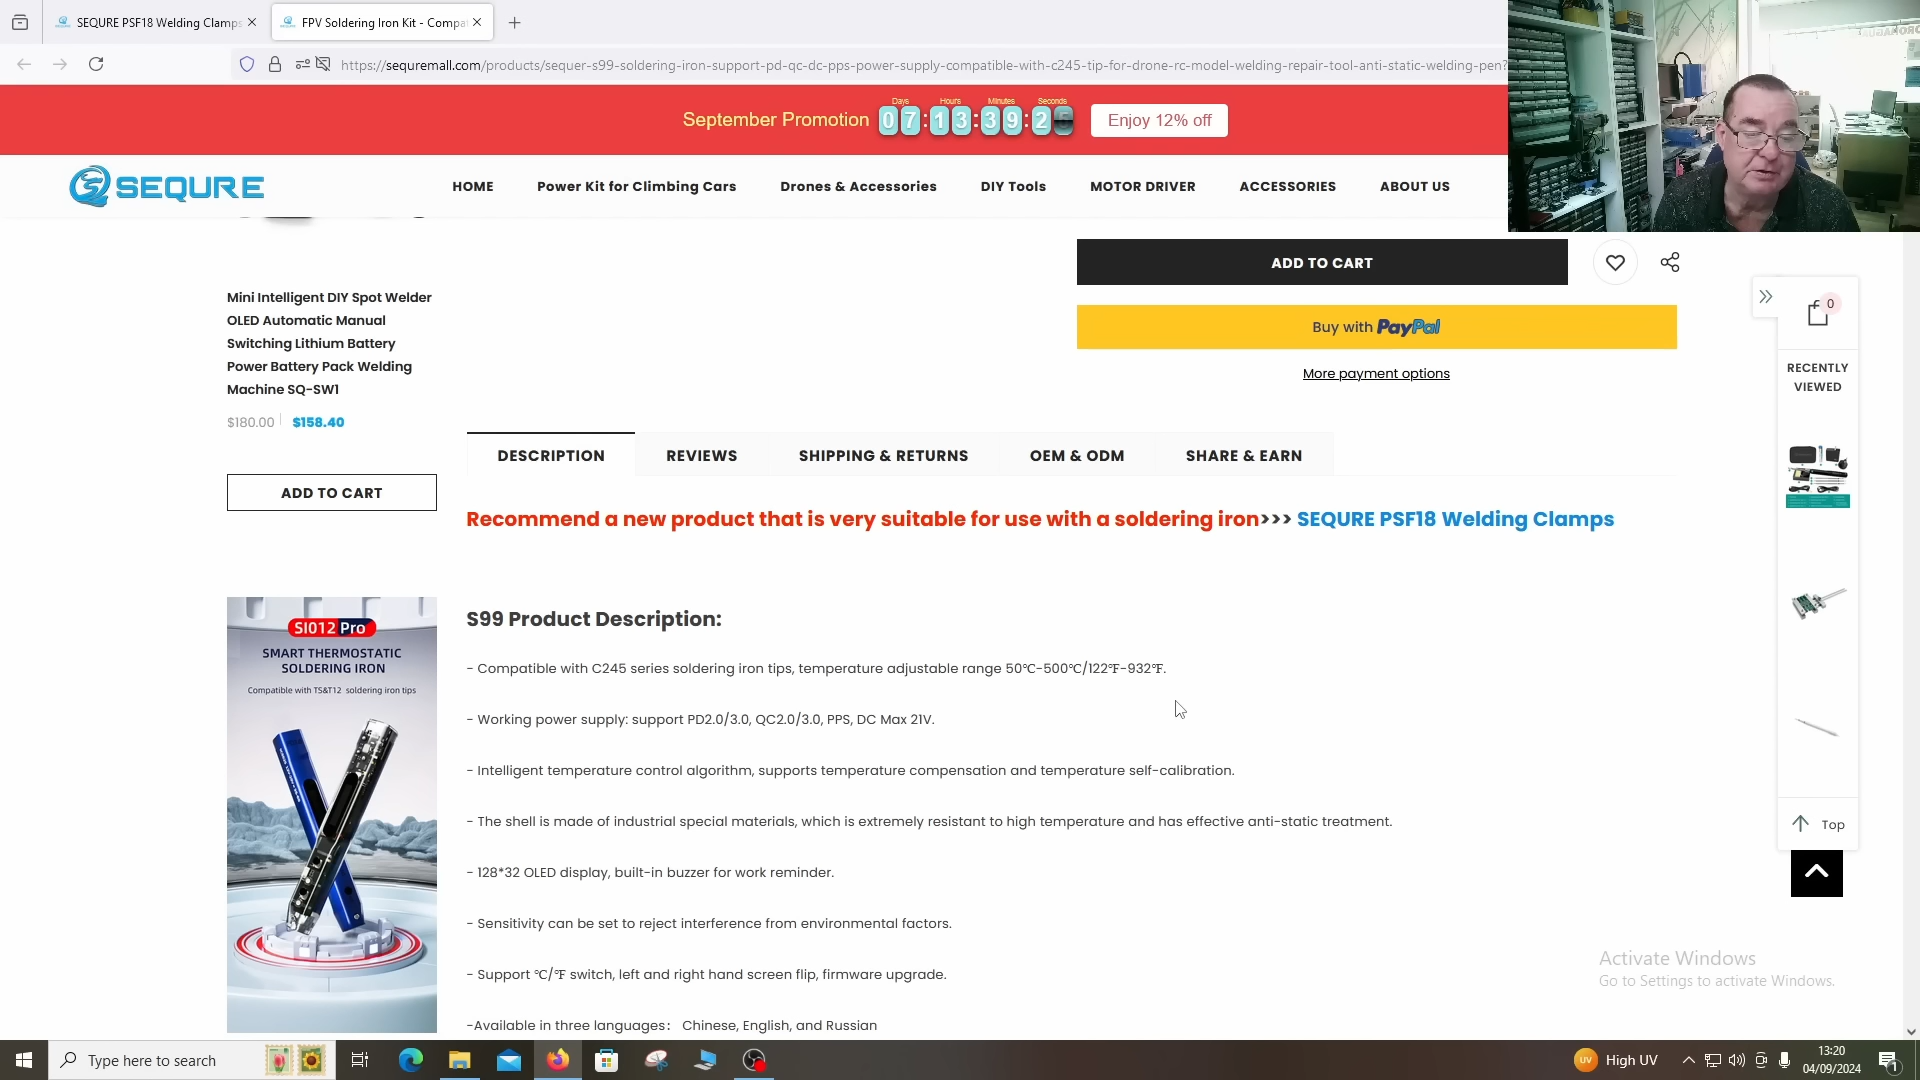 SEQURE PSF18 Welding Clamps
FPV Soldering Iron Kit - Compa
https://sequremall.com/products/sequer-s99-soldering-iron-support-pd-qc-dc-pps-power-supply-compatible-with-c245-tip-for-drone-rc-model-welding-repair-tool-anti-static-welding-pen?
Days Hours Minutes Seconds
September Promotion 07:13:39:2
Enjoy 12% off
SEQURE
HOME Power Kit for Climbing Cars Drones & Accessories DIY Tools MOTOR DRIVER ACCESSORIES ABOUT US
ADD TO CART
Buy with PayPal
More payment options
Mini Intelligent DIY Spot Welder
OLED Automatic Manual
Switching Lithium Battery
Power Battery Pack Welding
Machine SQ-SW1
$180.00 $158.40
ADD TO CART
SI012 Pro
SMART THERMOSTATIC
SOLDERING IRON
Compatible with TS&T12 soldering iron tips
DESCRIPTION REVIEWS SHIPPING & RETURNS OEM & ODM SHARE & EARN
Recommend a new product that is very suitable for use with a soldering iron>>> SEQURE PSF18 Welding Clamps
S99 Product Description:
- Compatible with C245 series soldering iron tips, temperature adjustable range 50℃-500℃/122℉-932℉.
- Working power supply: support PD2.0/3.0, QC2.0/3.0, PPS, DC Max 21V.
- Intelligent temperature control algorithm, supports temperature compensation and temperature self-calibration.
- The shell is made of industrial special materials, which is extremely resistant to high temperature and has effective anti-static treatment.
- 128*32 OLED display, built-in buzzer for work reminder.
- Sensitivity can be set to reject interference from environmental factors.
- Support ℃/℉ switch, left and right hand screen flip, firmware upgrade.
-Available in three languages： Chinese, English, and Russian
0
RECENTLY
VIEWED
Top
Activate Windows
Go to Settings to activate Windows.
Type here to search
UV High UV
13:20
04/09/2024
1